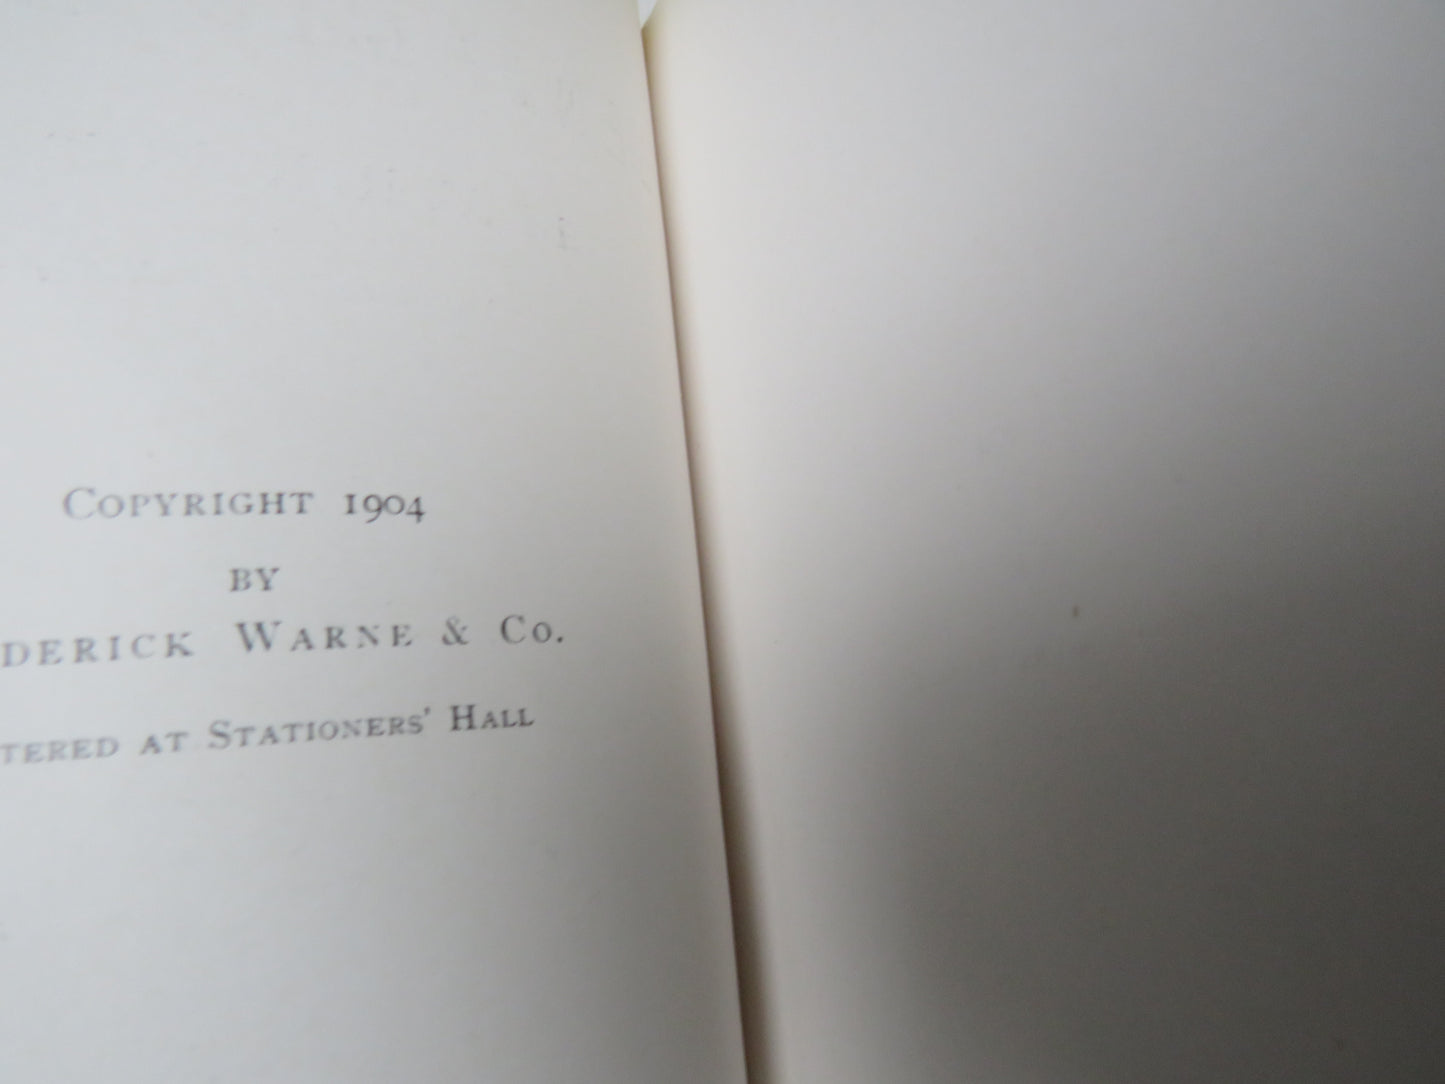 COPYRIGHT 1904
BY
DERICK WARNE & CO.
TERED AT STATIONERS' HALL